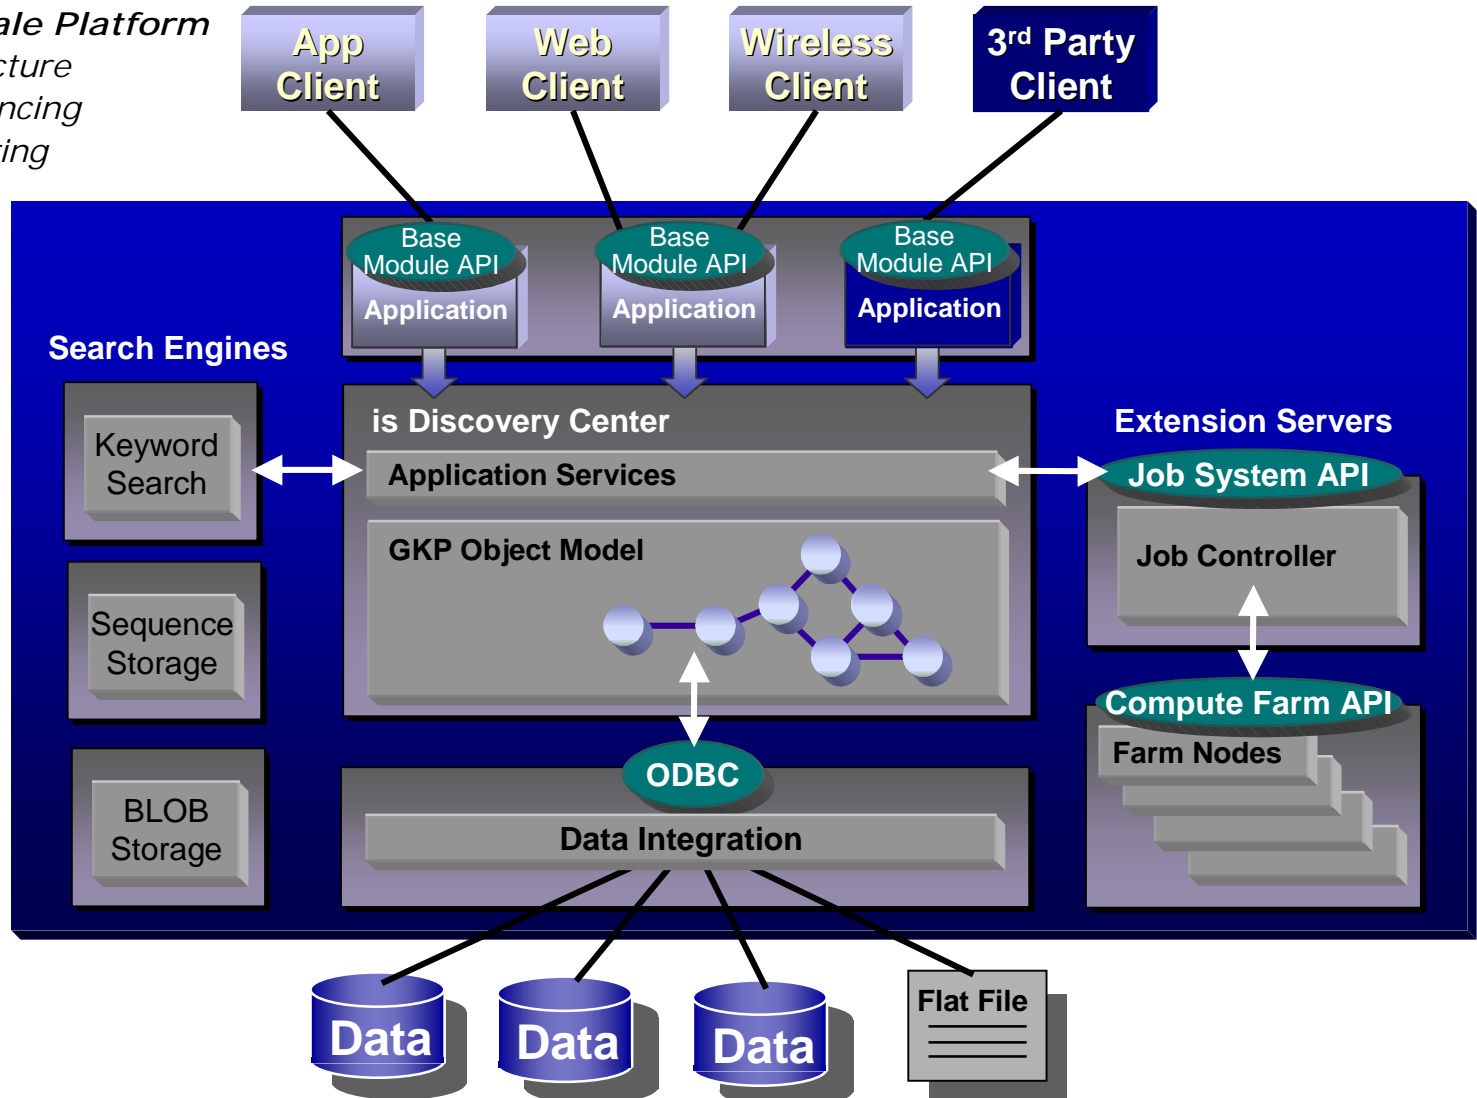 ale Platform
cture
ncing
ring
App
Client
Web
Client
Wireless
Client
3rd Party
Client
Base
Module API
Application
Base
Module API
Application
Base
Module API
Application
Search Engines
Keyword
Search
Sequence
Storage
BLOB
Storage
is Discovery Center
Application Services
GKP Object Model
ODBC
Data Integration
Extension Servers
Job System API
Job Controller
Compute Farm API
Farm Nodes
Data
Data
Data
Flat File